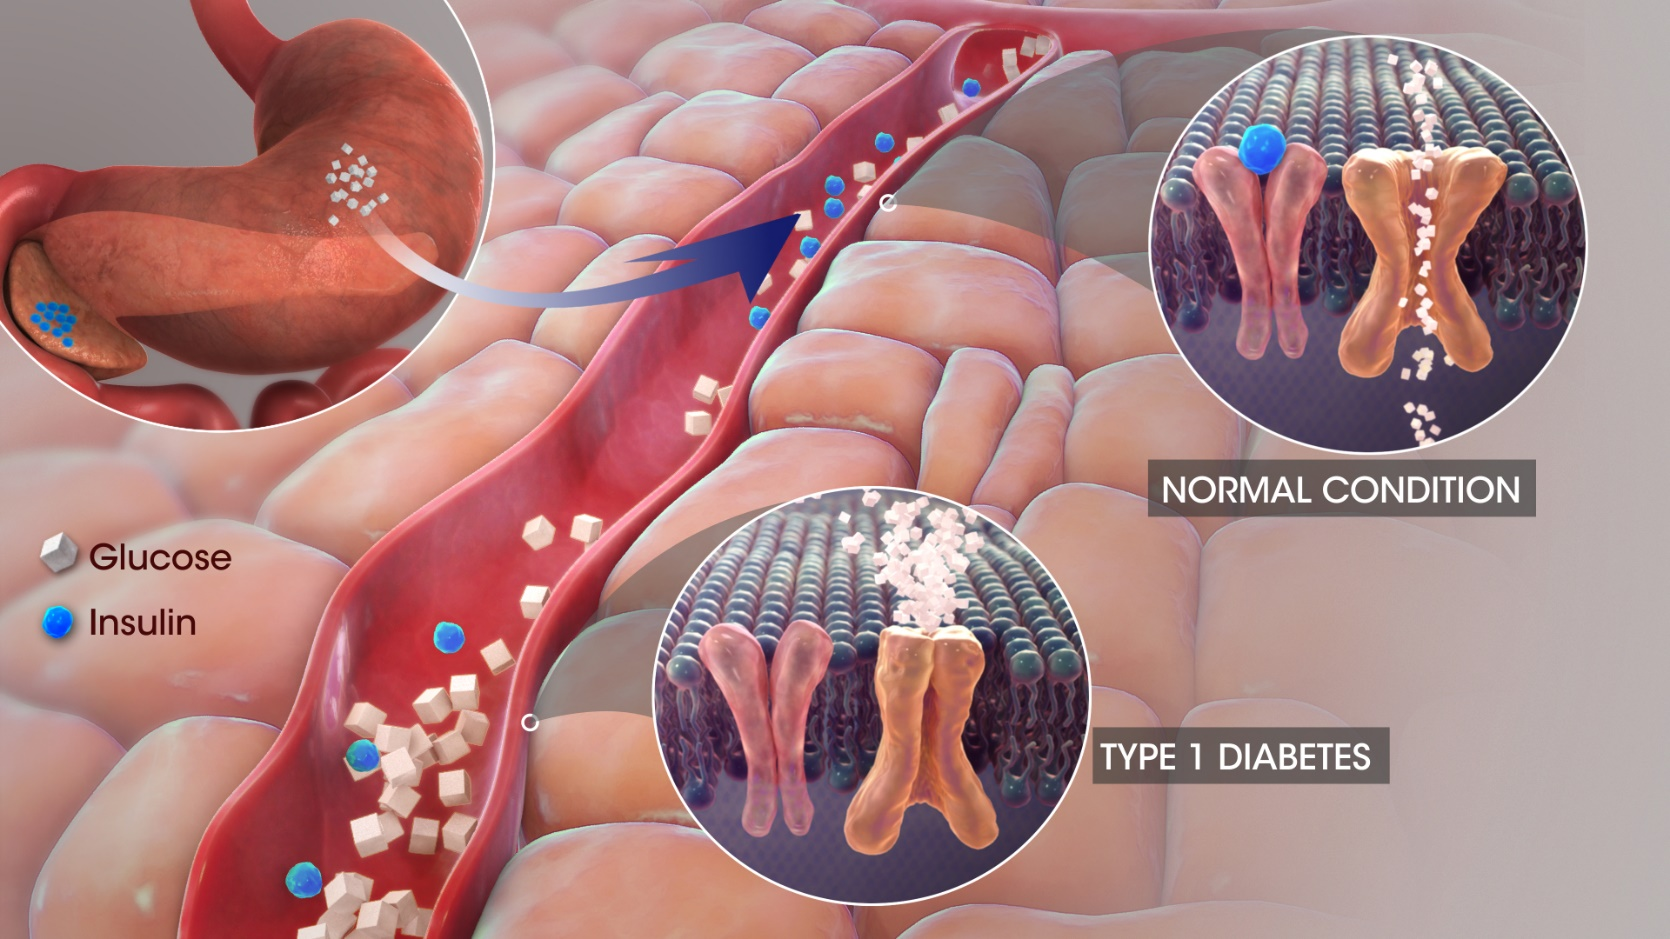 NORMAL CONDITION
Glucose
Insulin
TYPE 1 DIABETES